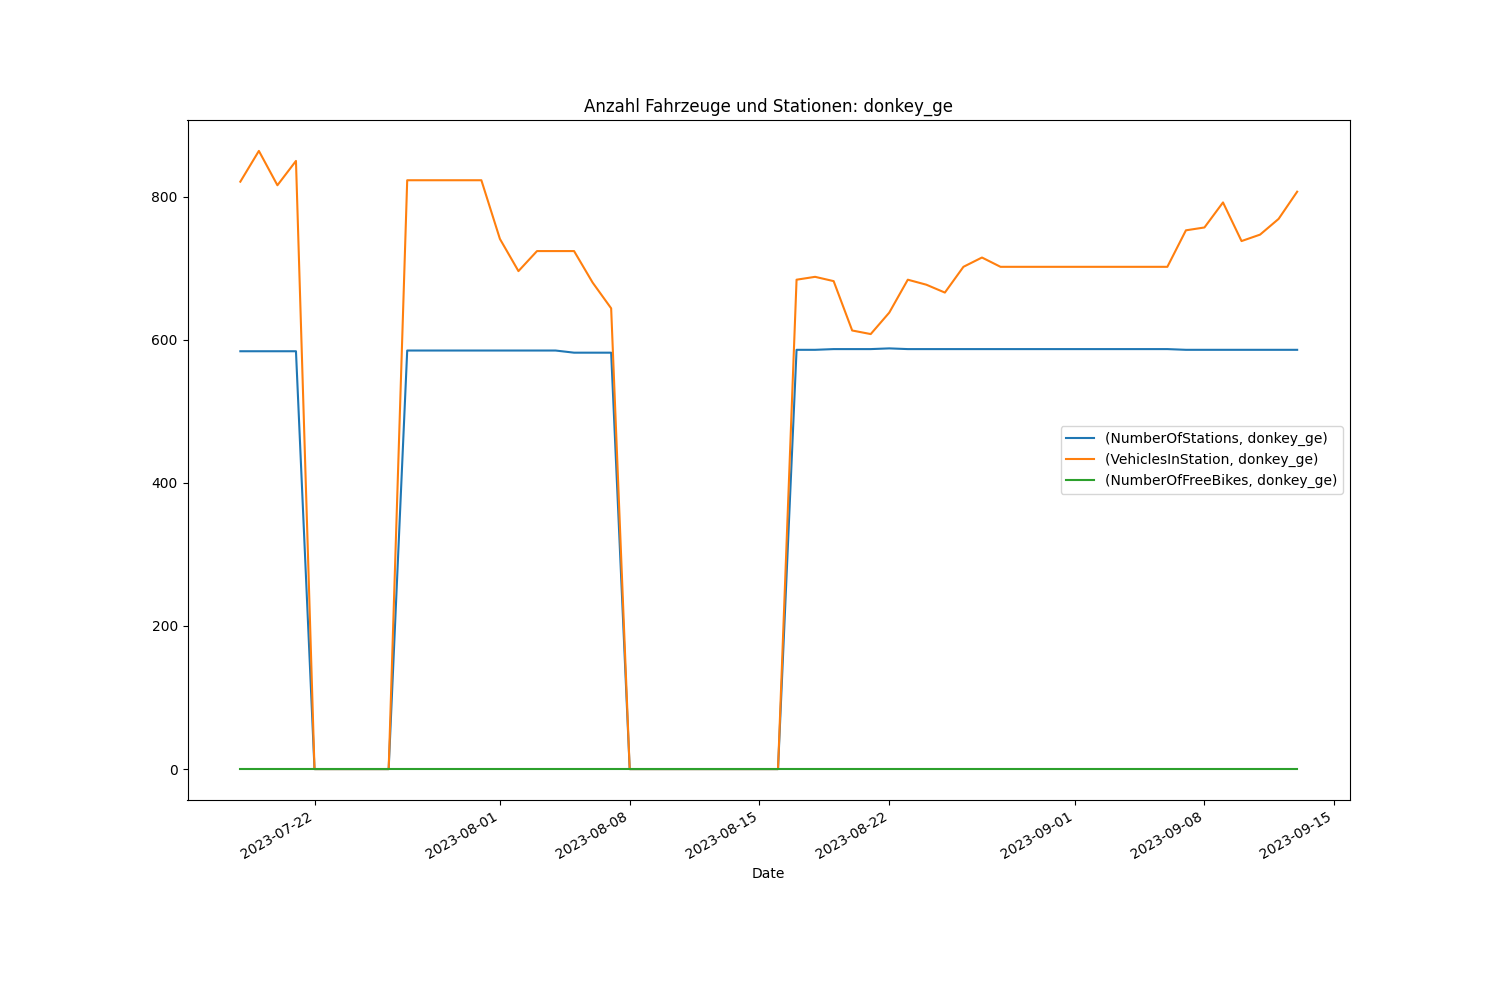 Anzahl Fahrzeuge und Stationen: donkey_ge
800
600
400
200
0
(NumberOfStations, donkey_ge)
(VehiclesInStation, donkey_ge)
(NumberOfFreeBikes, donkey_ge)
2023-07-22
2023-08-01
2023-08-08
2023-08-15
2023-08-22
2023-09-01
2023-09-08
2023-09-15
Date